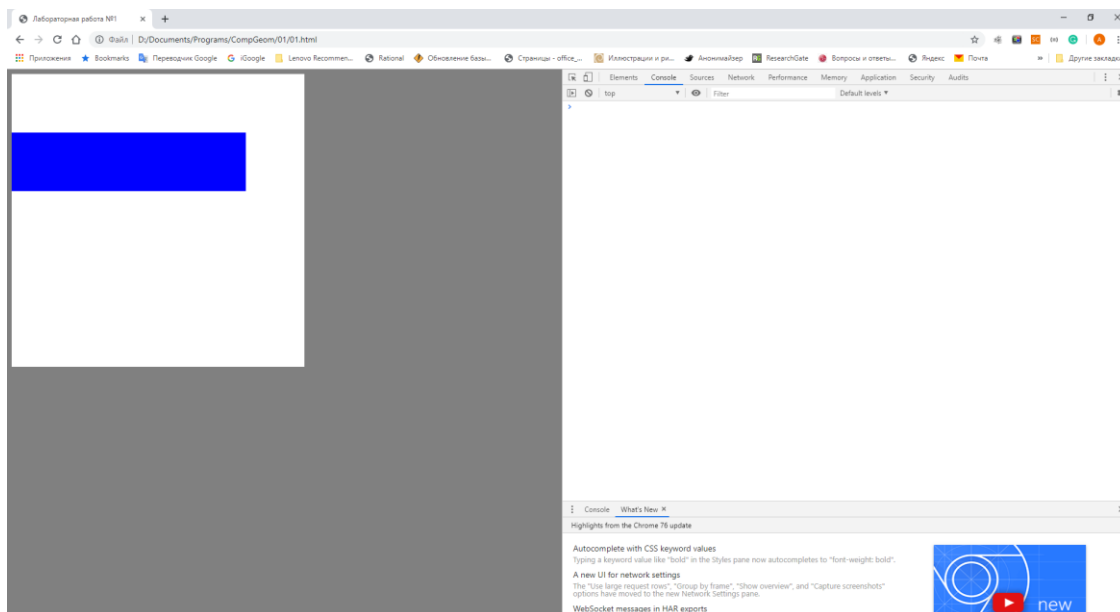 Лабораторная работа №1
Файл D:/Documents/Programs/CompGeom/01/01.html
Приложения Bookmarks Переводчик Google iGoogle Lenovo Recommen... Rational Обновление базы... Страницы - office_... Иллюстрации и ри... Анонимайзер ResearchGate Вопросы и ответы... Яндекс Почта » Другие закладки
Elements Console Sources Network Performance Memory Application Security Audits
top Filter Default levels
Console What's New
Highlights from the Chrome 78 update
Autocomplete with CSS keyword values
Typing a keyword value like "bold" in the Styles pane now autocompletes to "font-weight: bold".
A new UI for network settings
The "Use large request rows", "Group by frame", "Show overview", and "Capture screenshots"
options have moved to the new Network Settings pane.
WebSocket messages in HAR exports
new